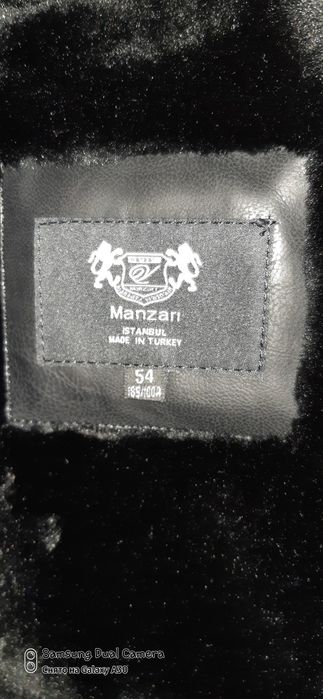 Manzari
ISTANBUL
MADE IN TURKEY
54
Samsung Dual Camera
Снято на Galaxy A50